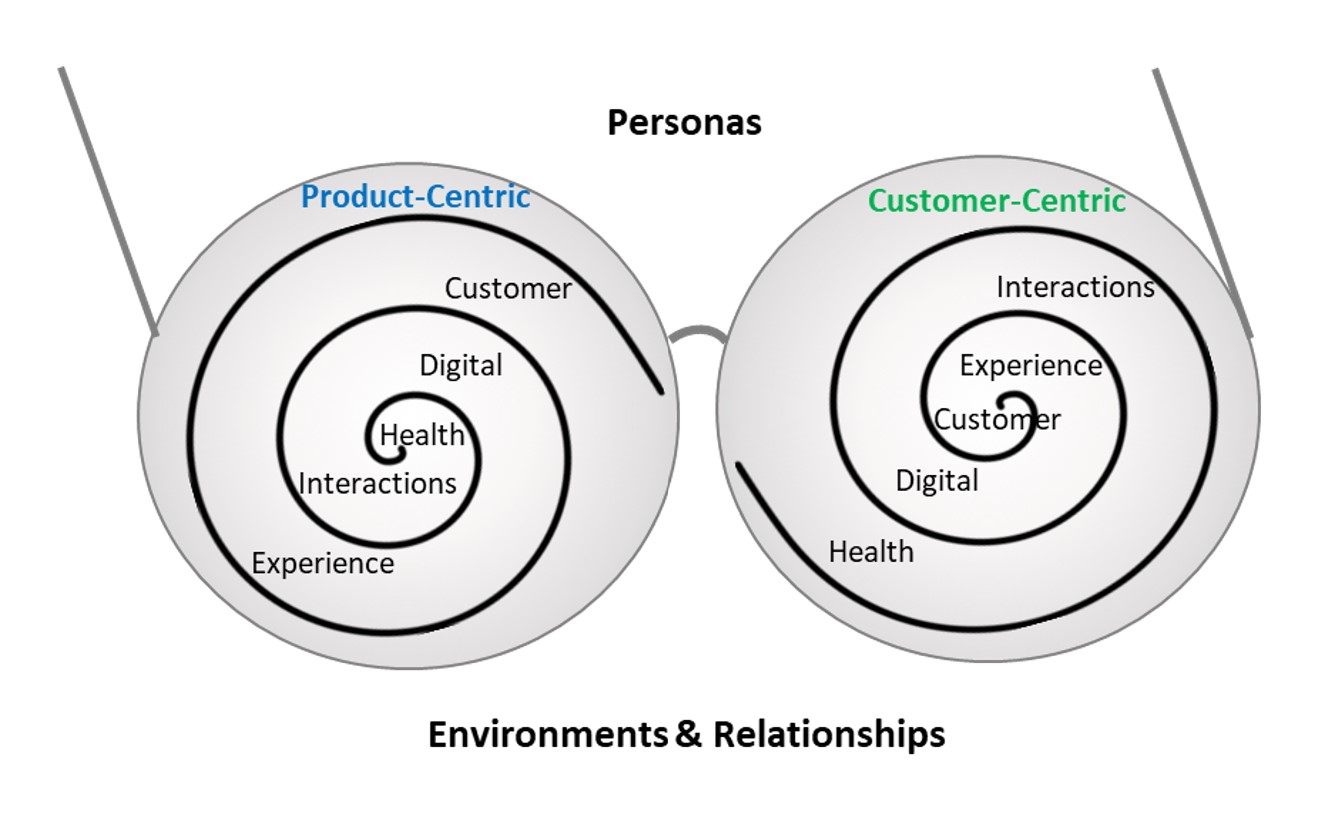 Personas
Product-Centric
Customer
Digital
Health
Interactions
Experience
Customer-Centric
Interactions
Experience
Customer
Digital
Health
Environments & Relationships